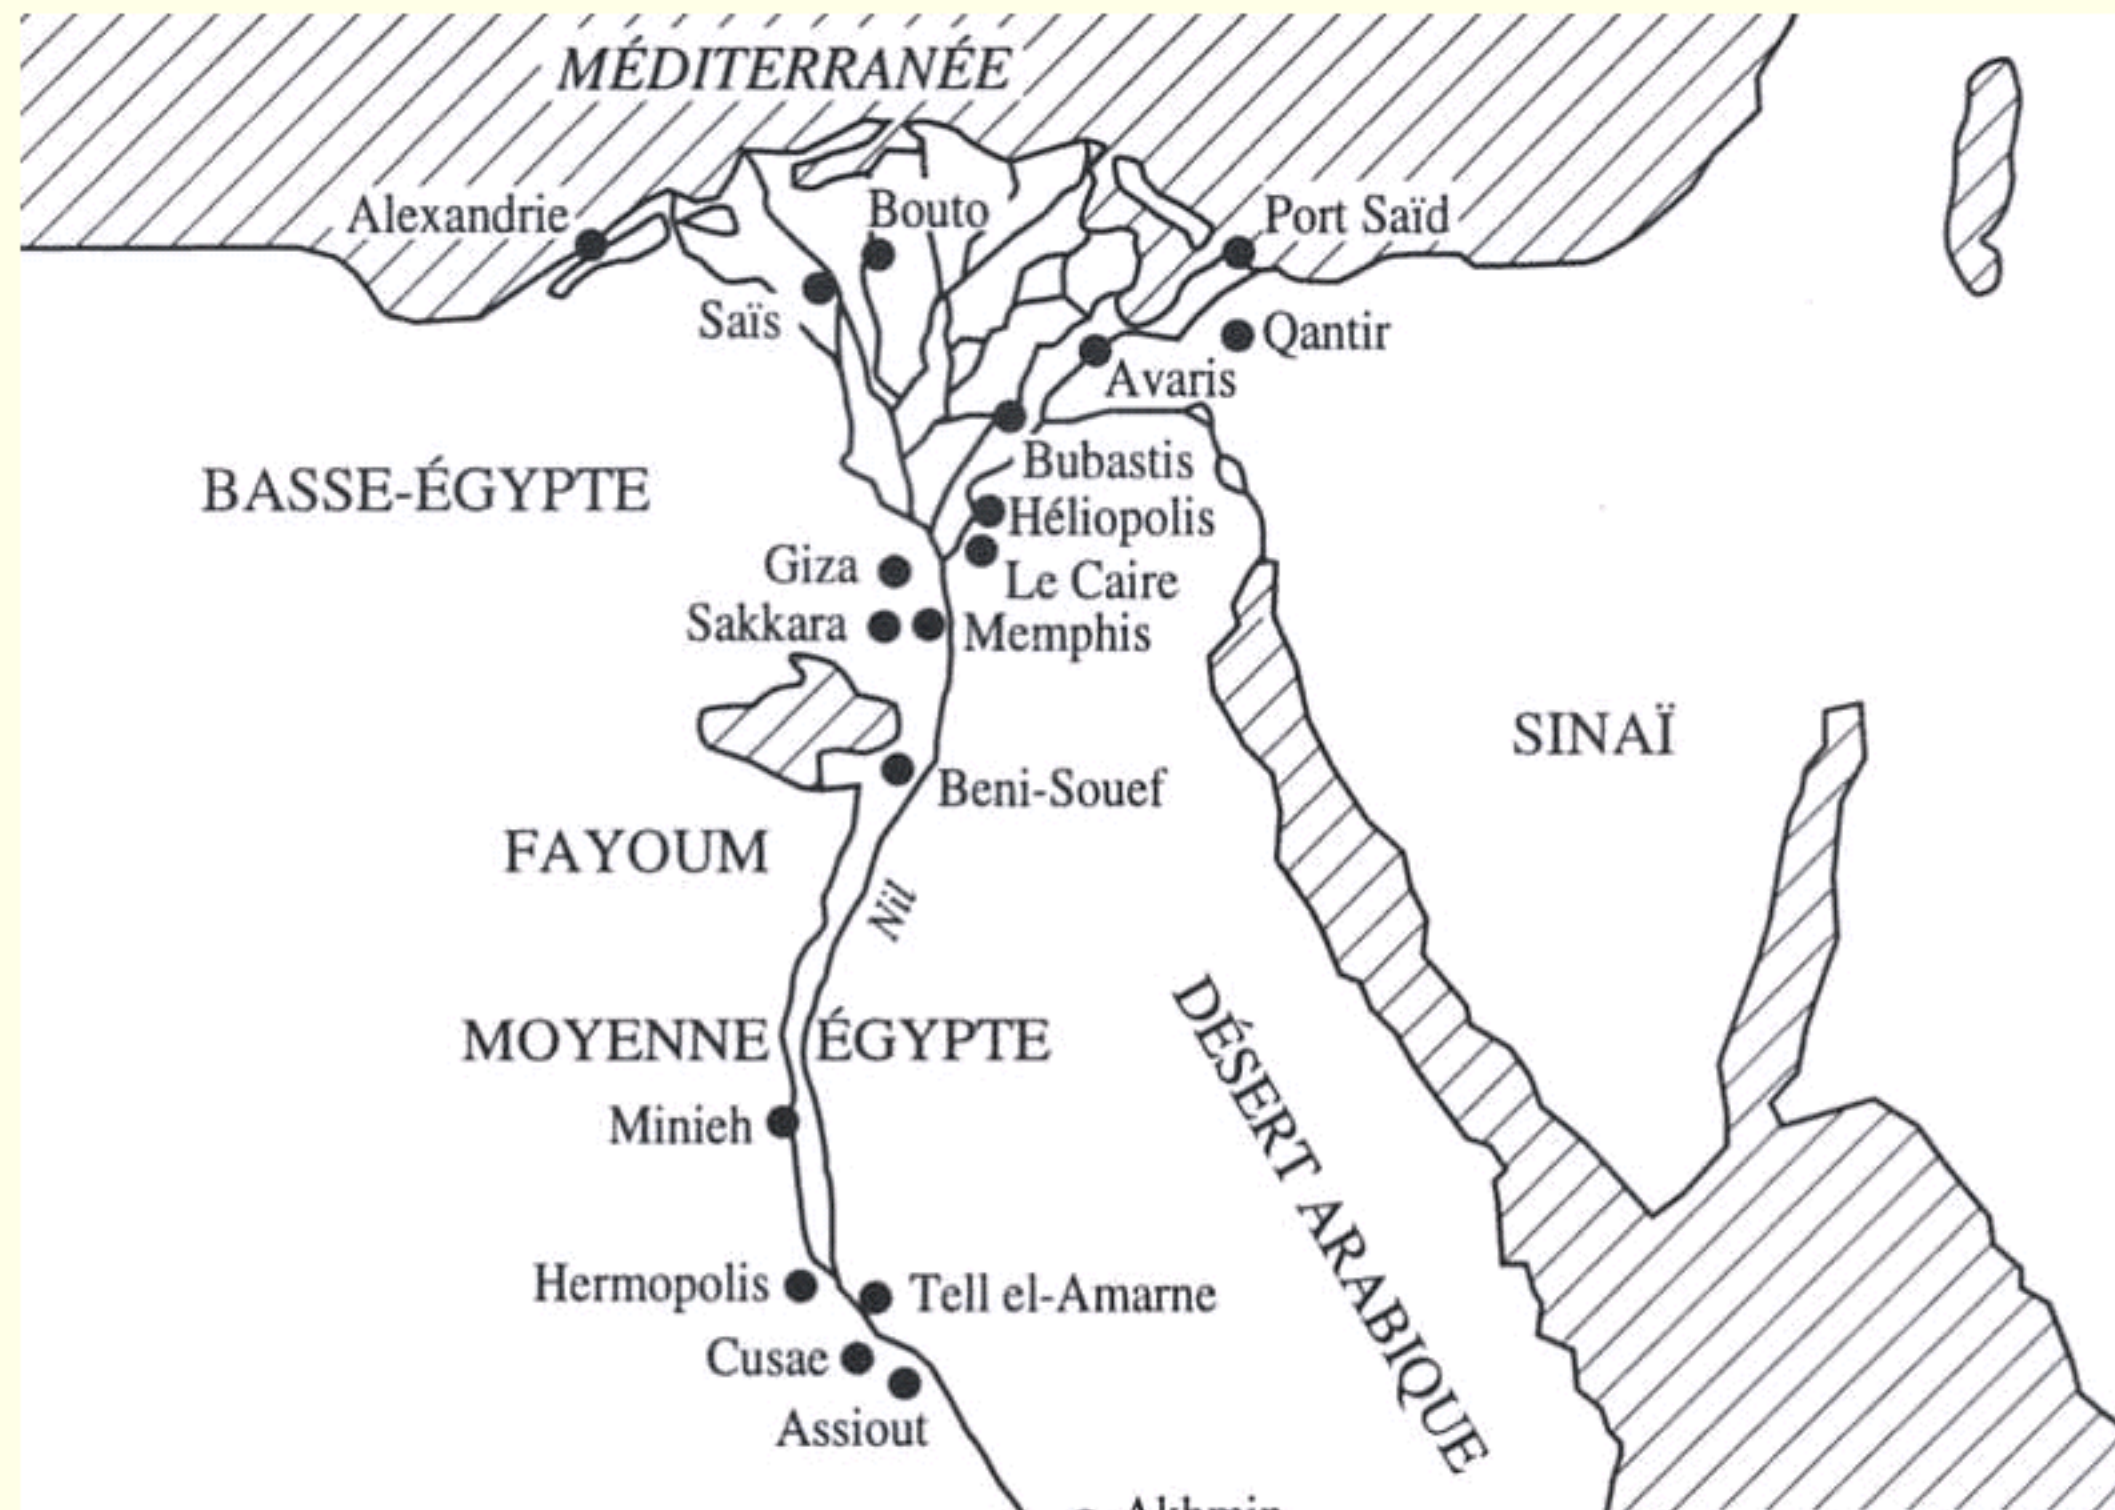 MÉDITERRANÉE
Alexandrie
Bouto
Port Saïd
Saïs
Qantir
Avaris
BASSE-ÉGYPTE
Bubastis
Héliopolis
Giza
Le Caire
Sakkara
Memphis
SINAÏ
Beni-Souef
FAYOUM
Nil
MOYENNE ÉGYPTE
DÉSERT ARABIQUE
Minieh
Hermopolis
Tell el-Amarne
Cusae
Assiout